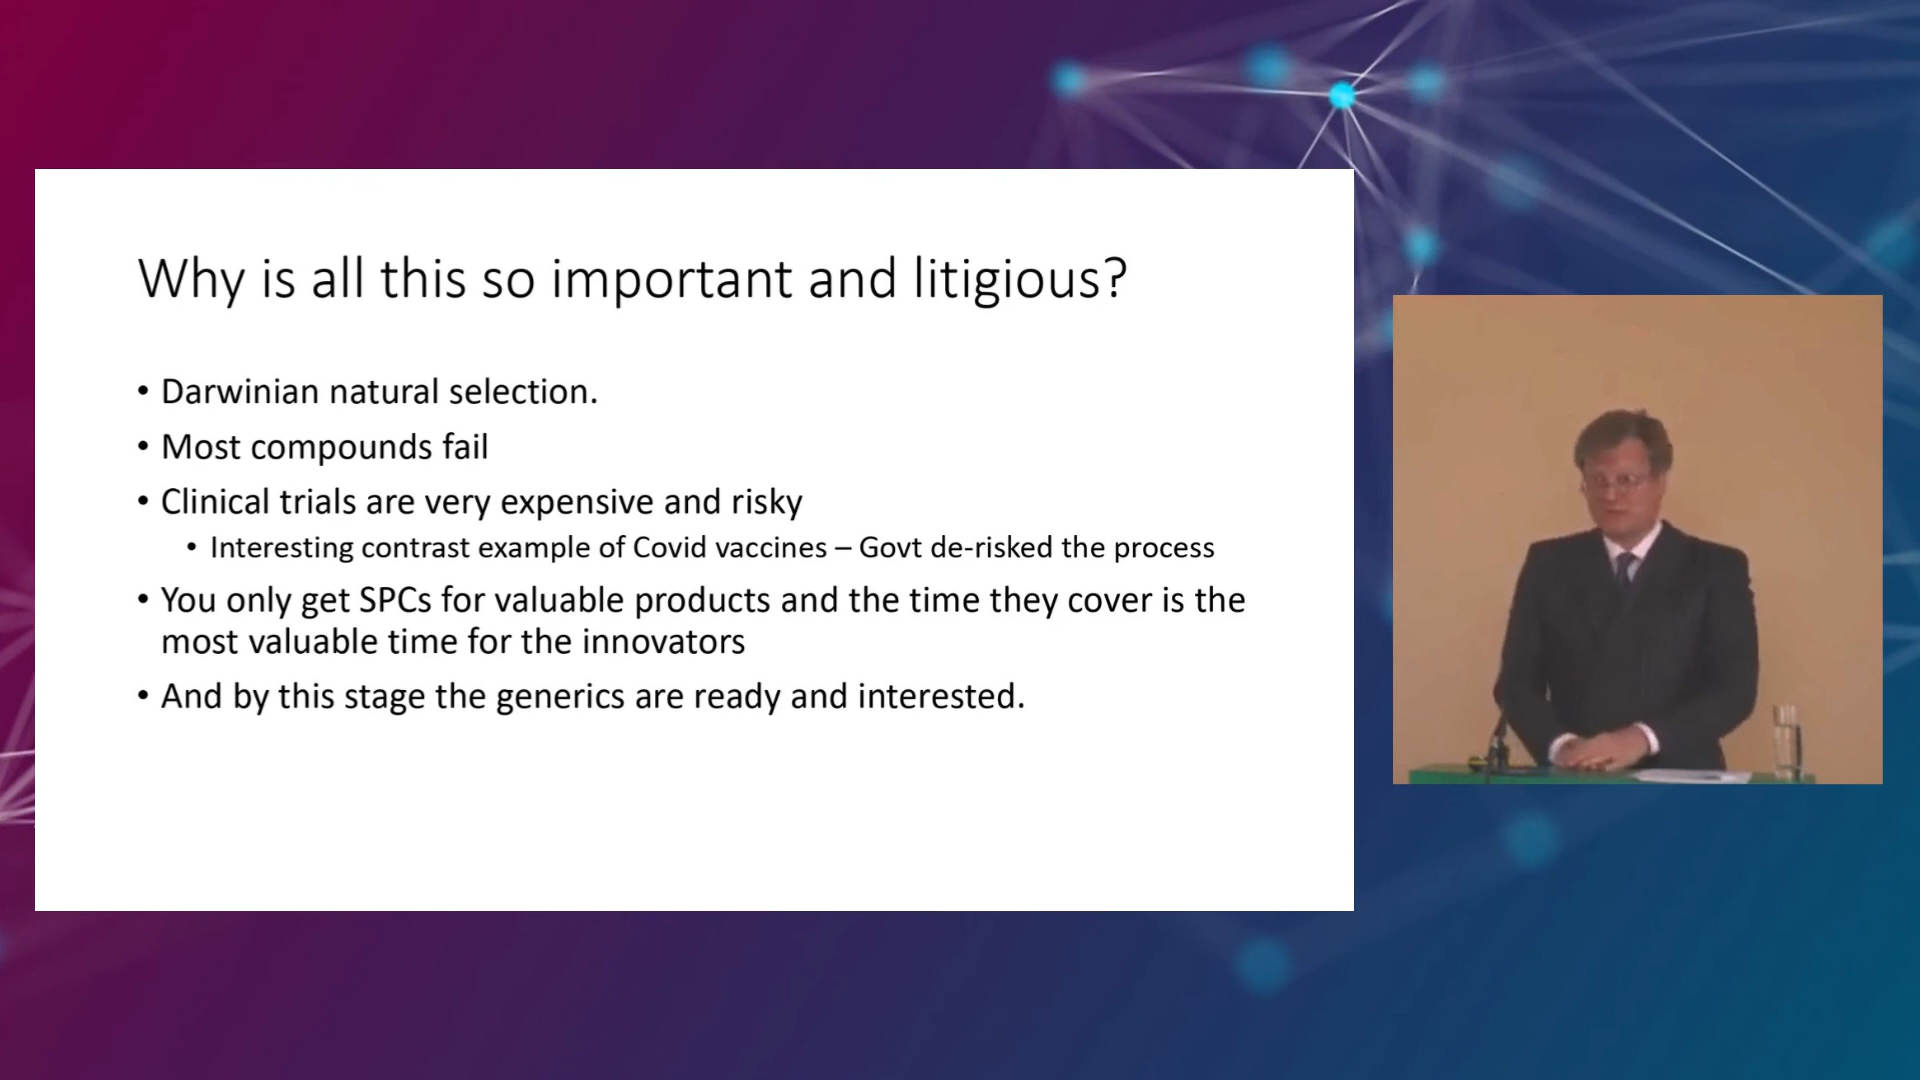 Why is all this so important and litigious?
• Darwinian natural selection.
• Most compounds fail
• Clinical trials are very expensive and risky
• Interesting contrast example of Covid vaccines – Govt de-risked the process
• You only get SPCs for valuable products and the time they cover is the
most valuable time for the innovators
• And by this stage the generics are ready and interested.